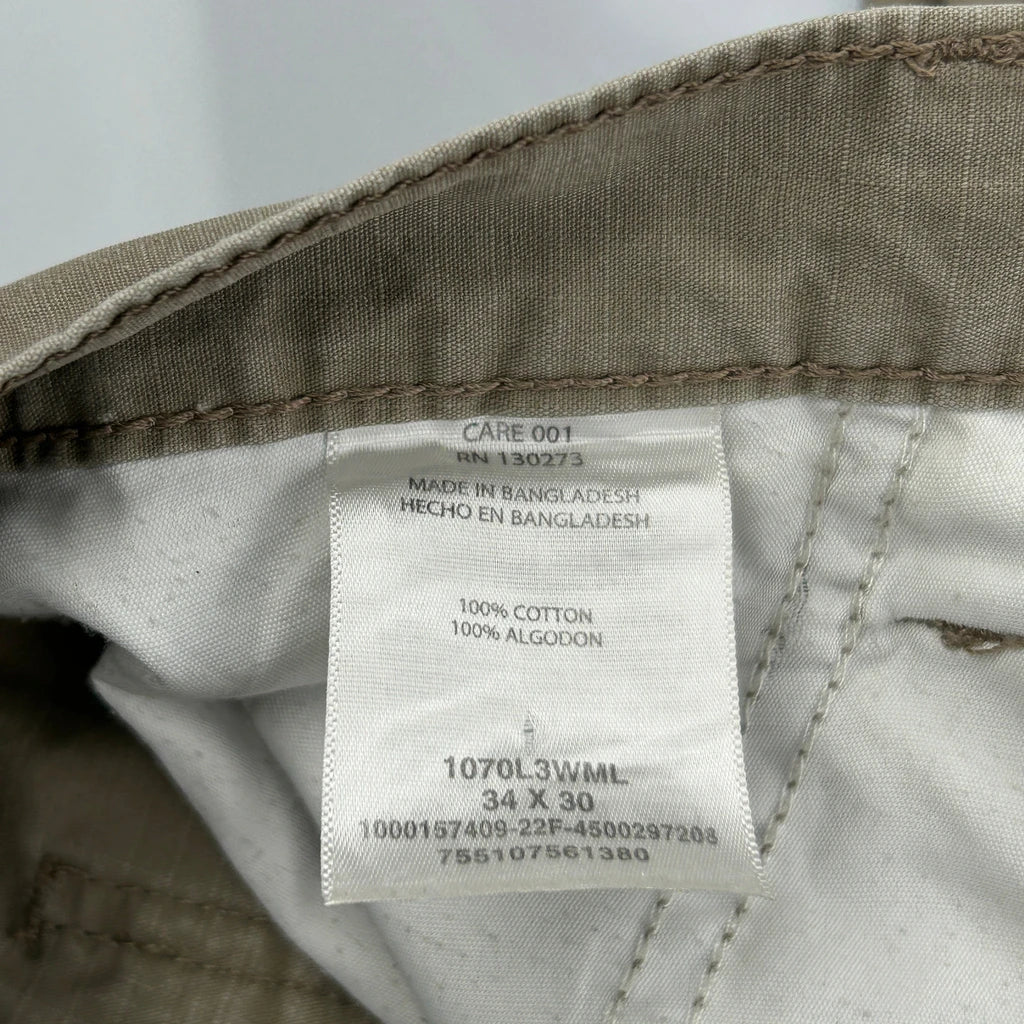 CARE 001
RN 130273
MADE IN BANGLADESH
HECHO EN BANGLADESH
100% COTTON
100% ALGODON
1070L3WML
34 X 30
1000157409-22F-4500297208
755107561380